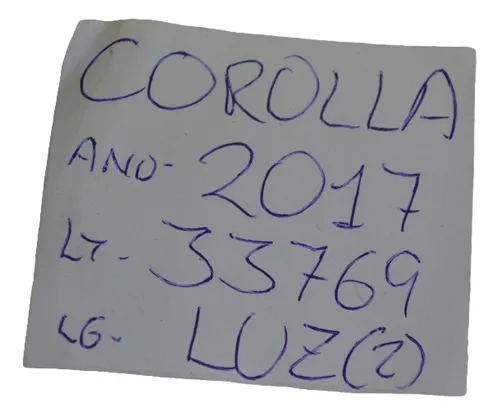 COROLLA
ANO- 2017
LT- 33769
LG- LUZ(2)